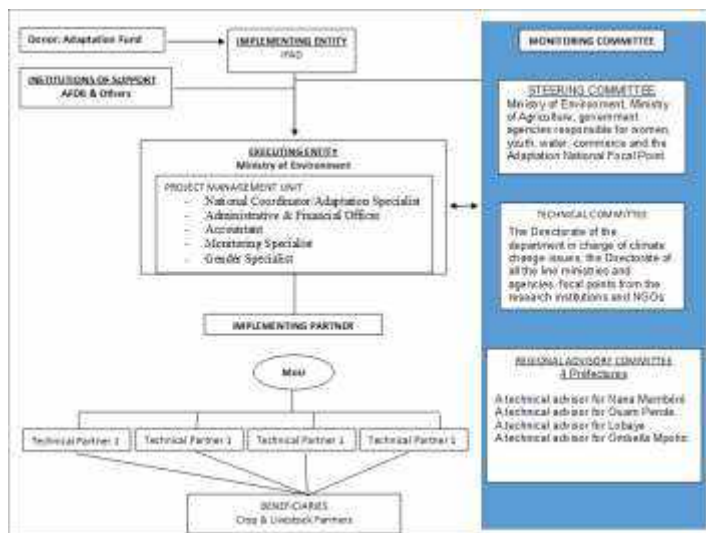 Donor: Adaptation Fund
IMPLEMENTING ENTITY
IFAD
INSTITUTIONS OF SUPPORT
AFDB & Others
EXECUTING ENTITY
Ministry of Environment
PROJECT MANAGEMENT UNIT
- National Coordinator/Adaptation Specialist
- Administrative & Financial Officer
- Accountant
- Monitoring Specialist
- Gender Specialist
IMPLEMENTING PARTNER
MoU
Technical Partner 1
Technical Partner 1
Technical Partner 1
Technical Partner 1
BENEFICIARIES
Crop & Livestock Farmers
MONITORING COMMITTEE
STEERING COMMITTEE
Ministry of Environment, Ministry
of Agriculture, government
agencies responsible for women,
youth, water, commerce and the
Adaptation National Focal Point
TECHNICAL COMMITTEE
The Directorate of the
department in charge of climate
change issues, the Directorate of
all the line ministries and
agencies, focal points from the
research institutions and NGOs
REGIONAL ADVISORY COMMITTEE
4 Prefectures
A technical advisor for Nana Mambéré
A technical advisor for Ouam Pende
A technical advisor for Lobaye
A technical advisor for Ombella Mpoko